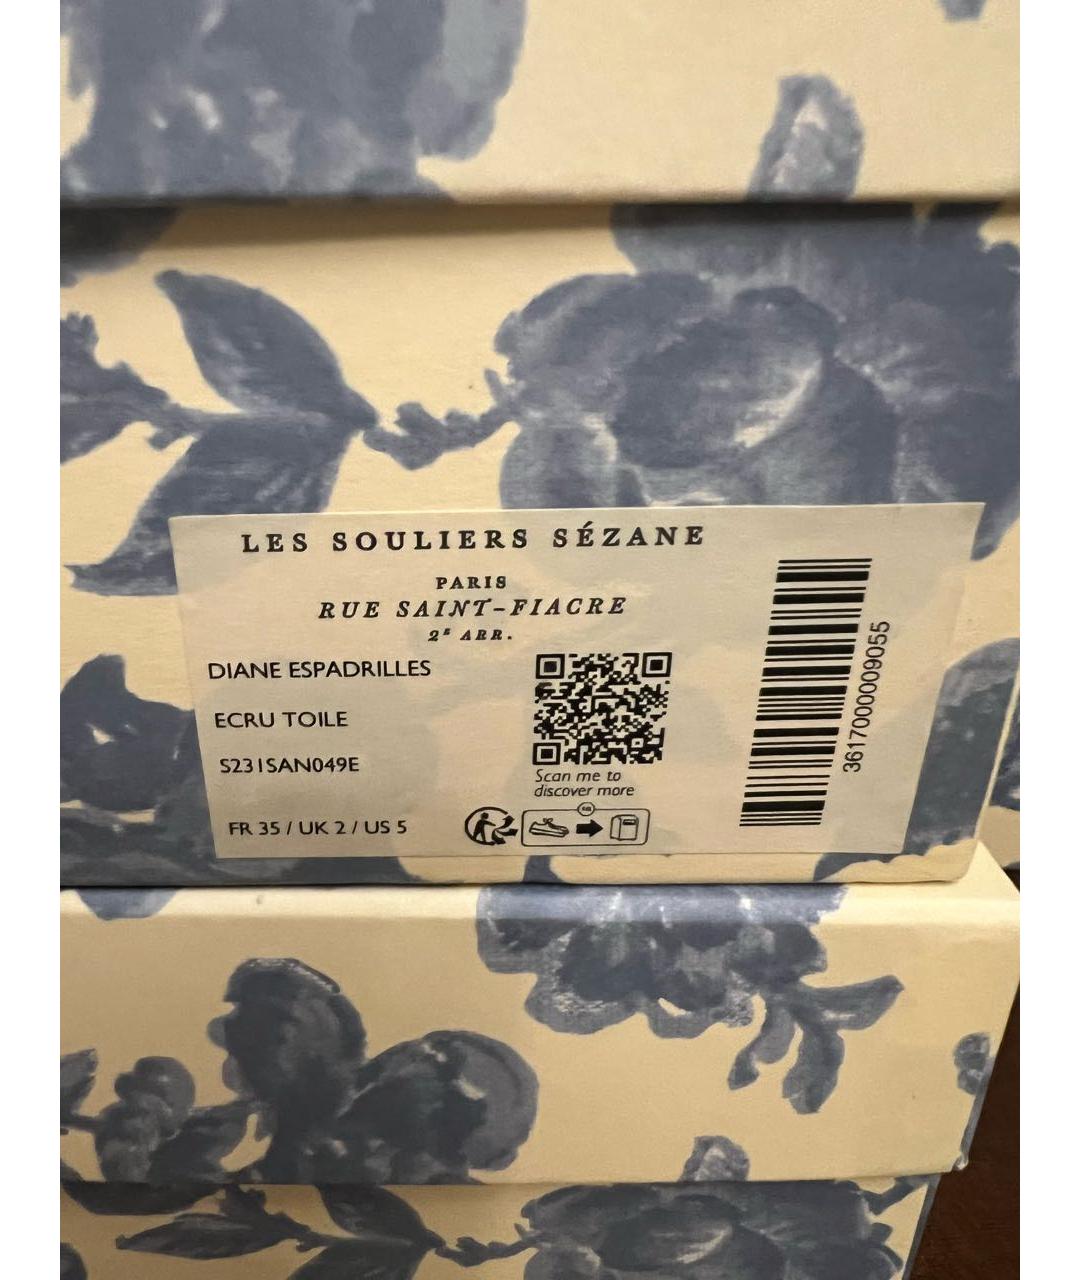 LES SOULIERS SÉZANE
PARIS
RUE SAINT-FIACRE
2E ARR.
DIANE ESPADRILLES
ECRU TOILE
S231SAN049E
FR 35 / UK 2 / US 5
Scan me to
discover more
3617000009055